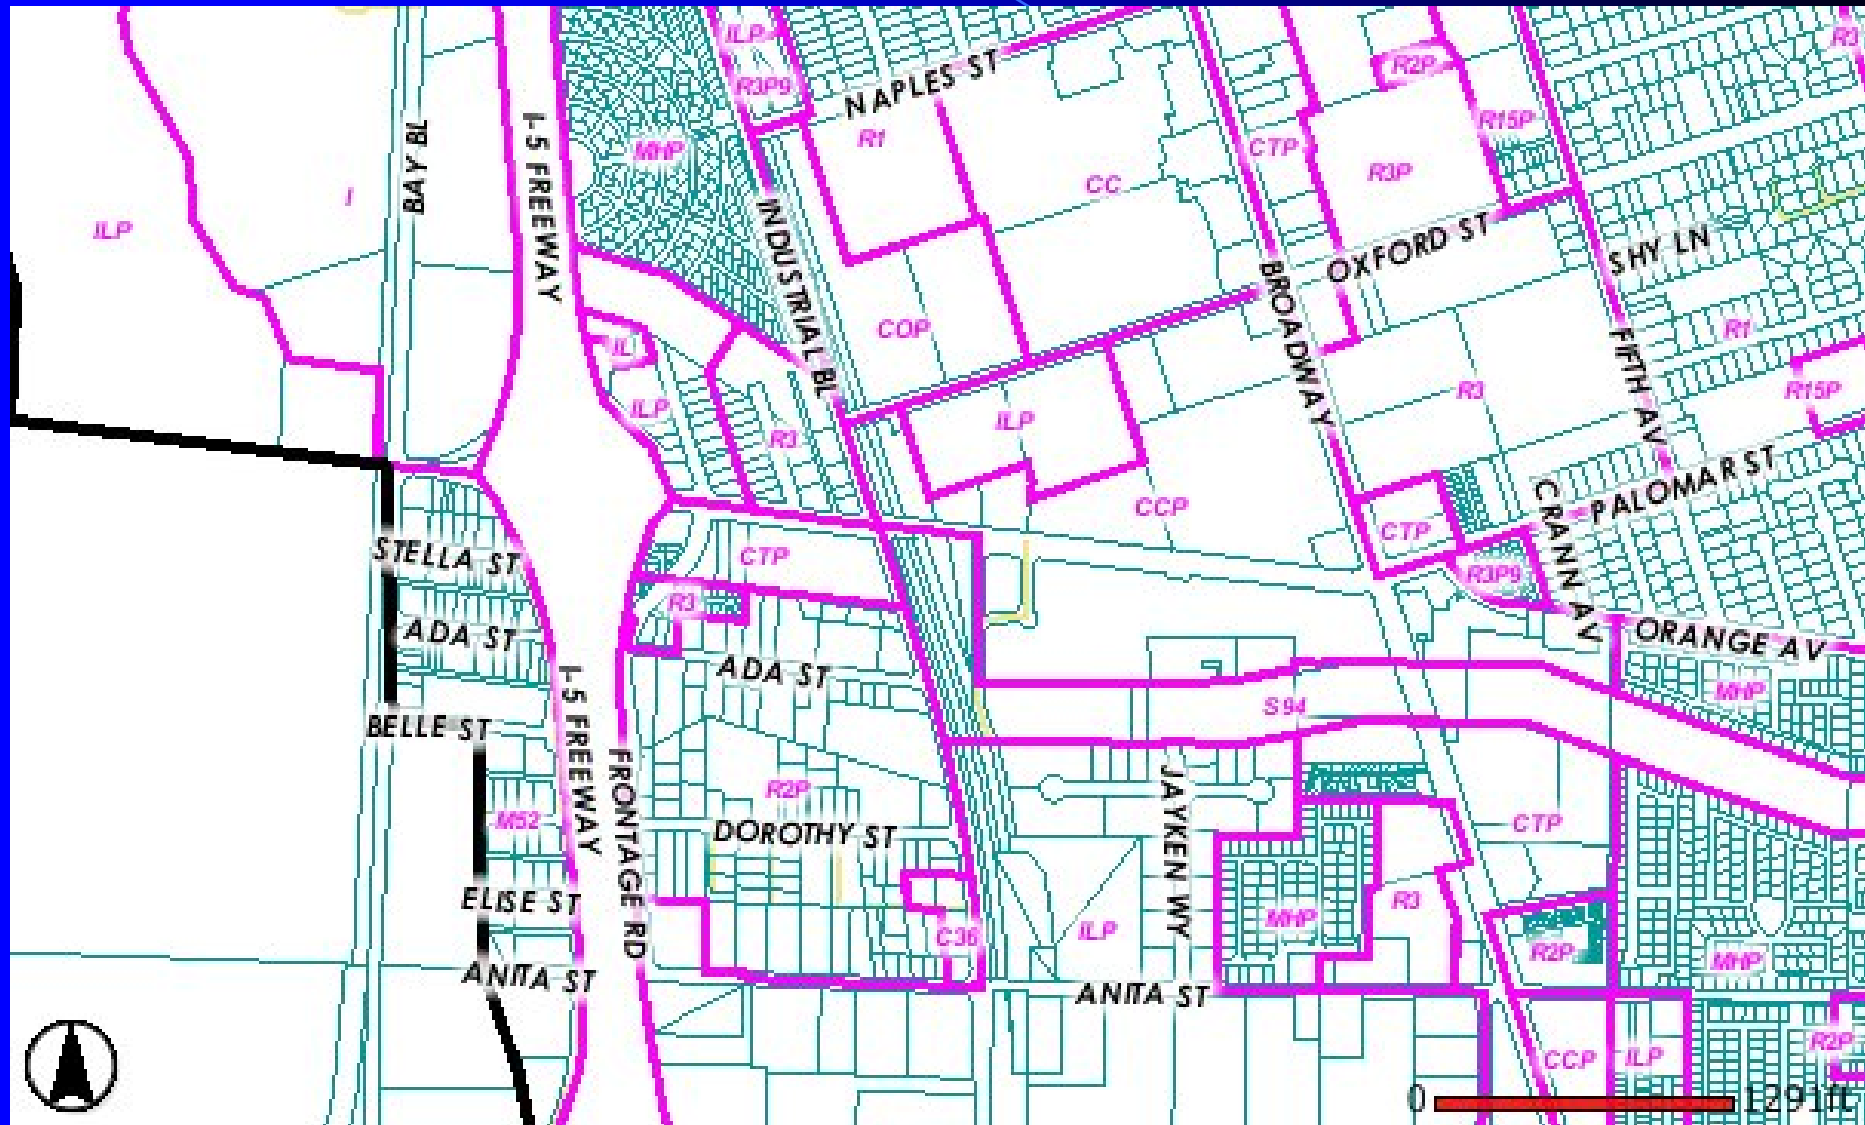 ILP
R3
R2P
R3P9
NAPLES ST
R15P
BAY BL
I-5 FREEWAY
MHP
R1
CTP
R3P
CC
I
ILP
INDUSTRIAL BL
OXFORD ST
SHY LN
BROADWAY
COP
IL
R1
FIFTH AV
ILP
R3
ILP
R3
R15P
CCP
CTP
CRANN AV
PALOMAR ST
STELLA ST
CTP
R3P9
R3
ADA ST
ADA ST
ORANGE AV
MHP
S94
BELLE ST
I-5 FREEWAY
FRONTAGE RD
R2P
JAYKEN WY
M52
DOROTHY ST
CTP
ELISE ST
C36
ILP
MHP
R3
R2P
MHP
ANITA ST
ANITA ST
CCP
ILP
R2P
0
1291ft